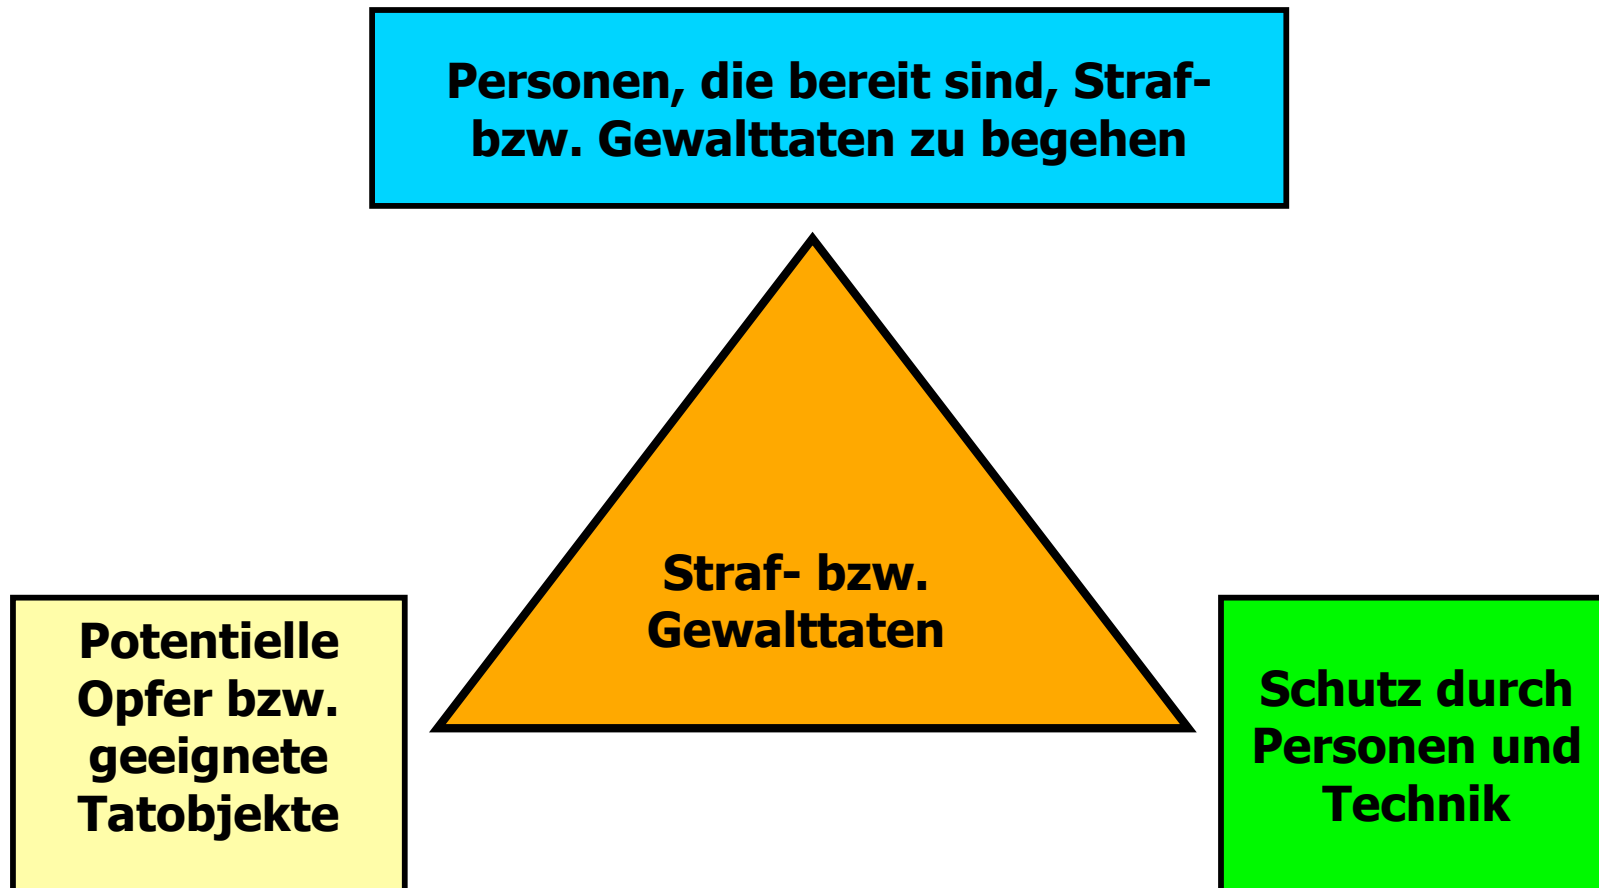 Personen, die bereit sind, Straf-
bzw. Gewalttaten zu begehen
Straf- bzw.
Gewalttaten
Potentielle
Opfer bzw.
geeignete
Tatobjekte
Schutz durch
Personen und
Technik